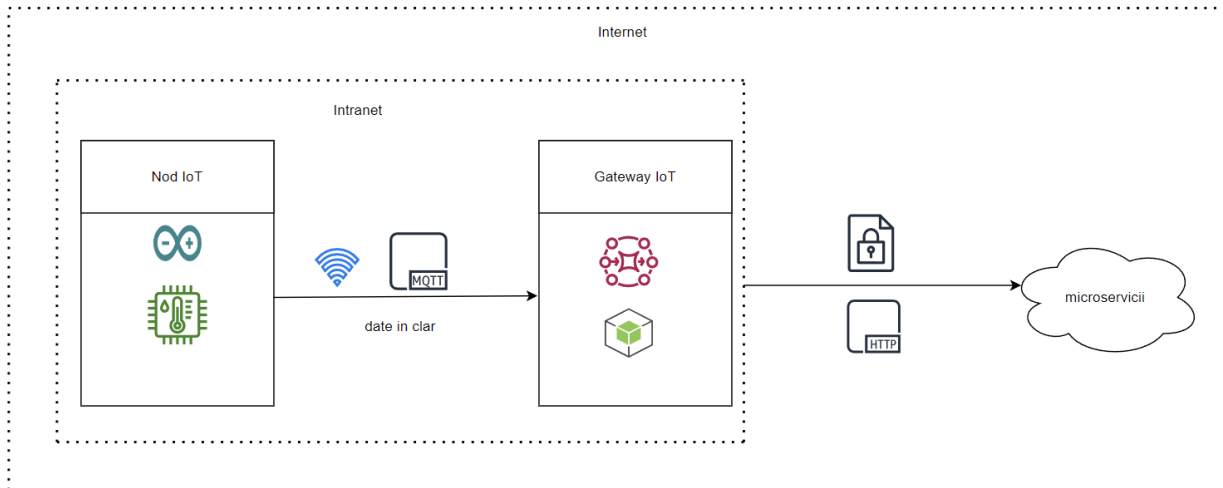 Internet
Intranet
Nod IoT
Gateway IoT
MQTT
date in clar
HTTP
microservicii